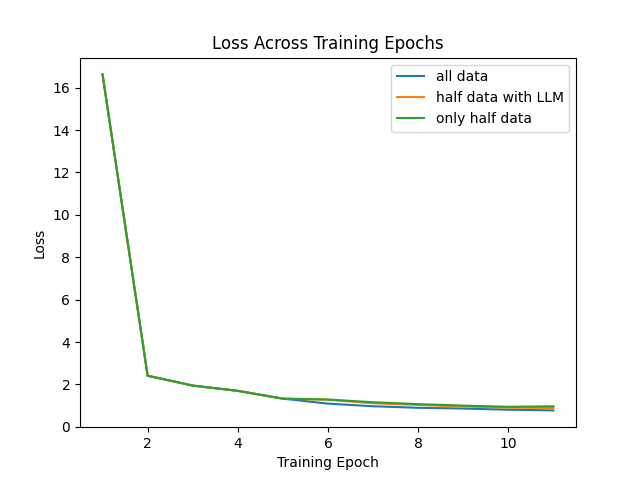 Loss Across Training Epochs
all data
half data with LLM
only half data
Loss
16
14
12
10
8
6
4
2
0
2 4 6 8 10
Training Epoch